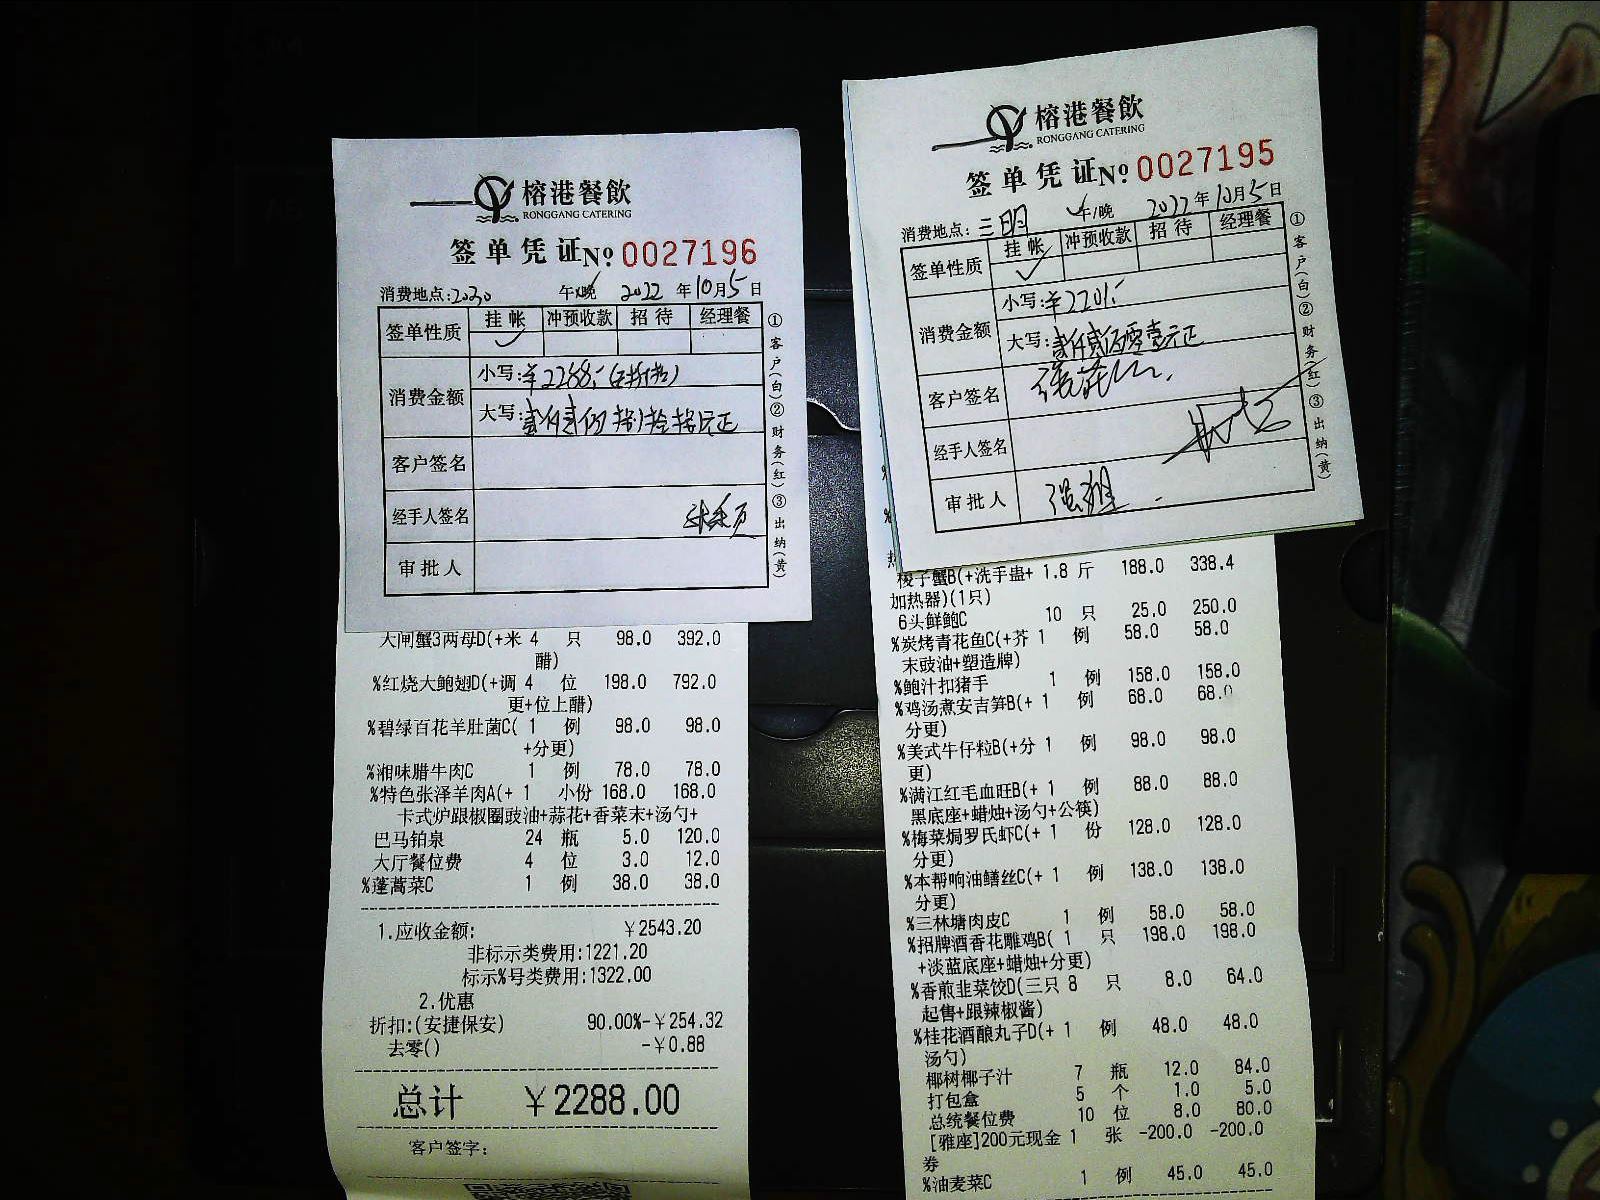 榕港餐飲
RONGGANG CATERING
签单凭证№ 0027196
消费地点:2030 午/晚 2022 年 10月5日
签单性质 挂帐 冲预收款 招待 经理餐
✓
消费金额 小写:¥2288.-
大写:贰仟贰佰捌拾捌元正
客户签名
经手人签名
审批人
①客户(白)②财务(红)③出纳(黄)
大闸蟹3两母D(+米 4 只 98.0 392.0
醋)
%红烧大鲍翅D(+调 4 位 198.0 792.0
更+位上醋)
%碧绿百花羊肚菌C( 1 例 98.0 98.0
+分更)
%湘味腊牛肉C 1 例 78.0 78.0
%特色张泽羊肉A(+ 1 小份 168.0 168.0
卡式炉跟椒圈豉油+蒜花+香菜末+汤勺+
巴马铂泉 24 瓶 5.0 120.0
大厅餐位费 4 位 3.0 12.0
%蓬蒿菜C 1 例 38.0 38.0
1.应收金额: ￥2543.20
非标示类费用:1221.20
标示%号类费用:1322.00
2.优惠
折扣:(安捷保安) 90.00%-￥254.32
去零() -￥0.88
总计 ￥2288.00
客户签字:
榕港餐飲
RONGGANG CATERING
签单凭证№ 0027195
消费地点:三明 午/晚 2022 年 10月5日
签单性质 挂帐 冲预收款 招待 经理餐
✓
消费金额 小写:¥2201.-
大写:贰仟贰佰零壹元正
客户签名
经手人签名
审批人
①客户(白)②财务(红)③出纳(黄)
梭子蟹B(+洗手盅+ 1.8 斤 188.0 338.4
加热器)(1只)
6头鲜鲍C 10 只 25.0 250.0
%炭烤青花鱼C(+芥 1 例 58.0 58.0
末豉油+塑造牌)
%鲍汁扣猪手 1 例 158.0 158.0
%鸡汤煮安吉笋B(+ 1 例 68.0 68.0
分更)
%美式牛仔粒B(+分 1 例 98.0 98.0
更)
%满江红毛血旺B(+ 1 例 88.0 88.0
黑底座+蜡烛+汤勺+公筷)
%梅菜焗罗氏虾C(+ 1 份 128.0 128.0
分更)
%本帮响油鳝丝C(+ 1 例 138.0 138.0
分更)
%三林塘肉皮C 1 例 58.0 58.0
%招牌酒香花雕鸡B( 1 只 198.0 198.0
+淡蓝底座+蜡烛+分更)
%香煎韭菜饺D(三只 8 只 8.0 64.0
起售+跟辣椒酱)
%桂花酒酿丸子D(+ 1 例 48.0 48.0
汤勺)
椰树椰子汁 7 瓶 12.0 84.0
打包盒 5 个 1.0 5.0
总统餐位费 10 位 8.0 80.0
[雅座]200元现金 1 张 -200.0 -200.0
券
%油麦菜C 1 例 45.0 45.0